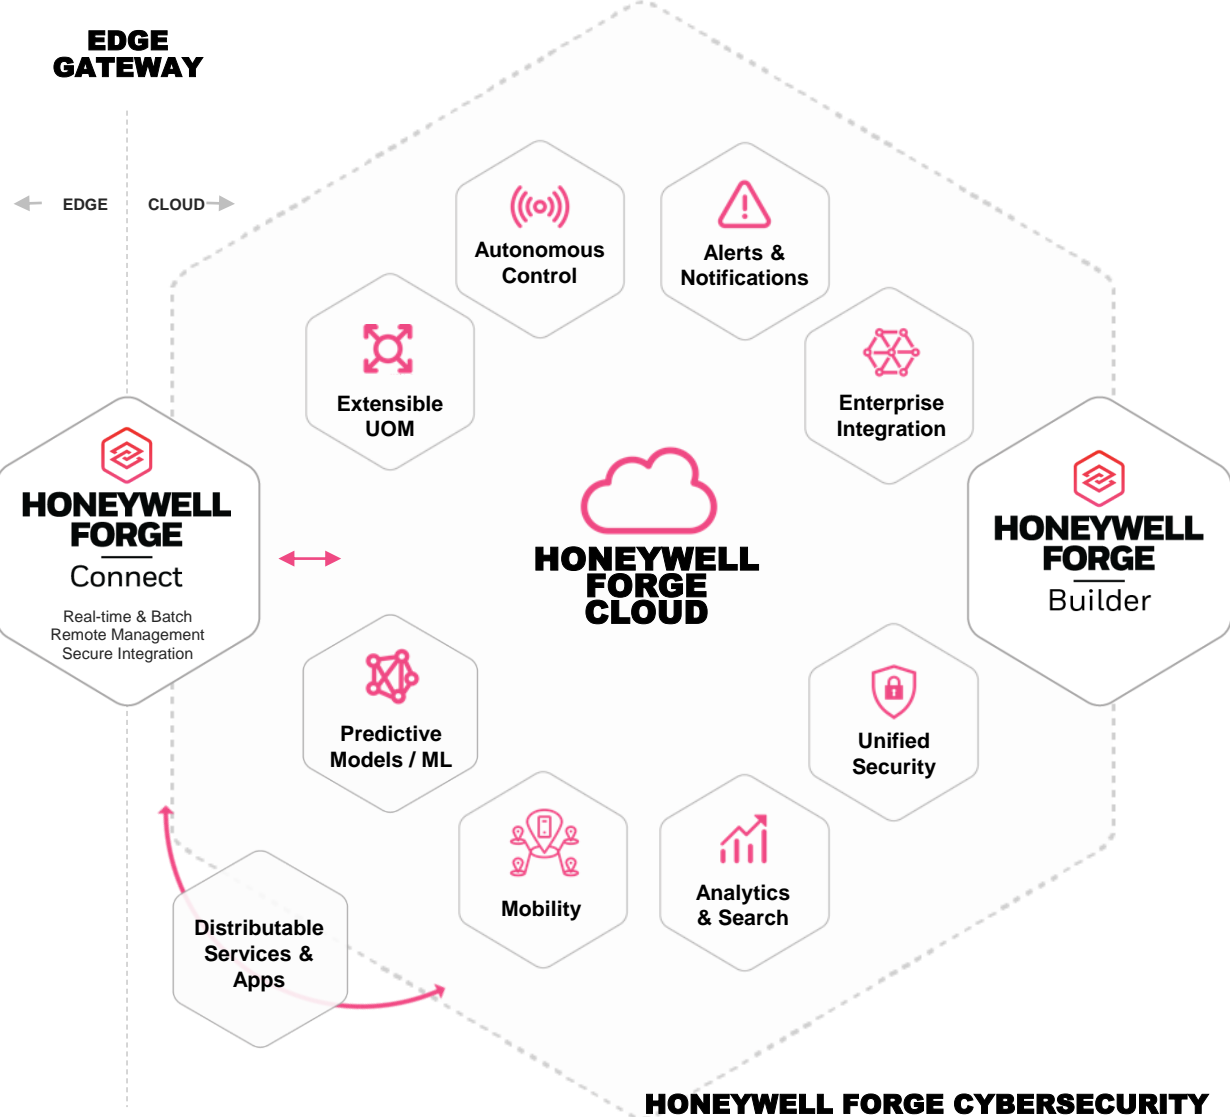 EDGE
GATEWAY
EDGE
CLOUD
Autonomous
Control
Alerts &
Notifications
Extensible
UOM
Enterprise
Integration
HONEYWELL
FORGE
Connect
Real-time & Batch
Remote Management
Secure Integration
HONEYWELL
FORGE
CLOUD
HONEYWELL
FORGE
Builder
Predictive
Models / ML
Unified
Security
Mobility
Analytics
& Search
Distributable
Services &
Apps
HONEYWELL FORGE CYBERSECURITY